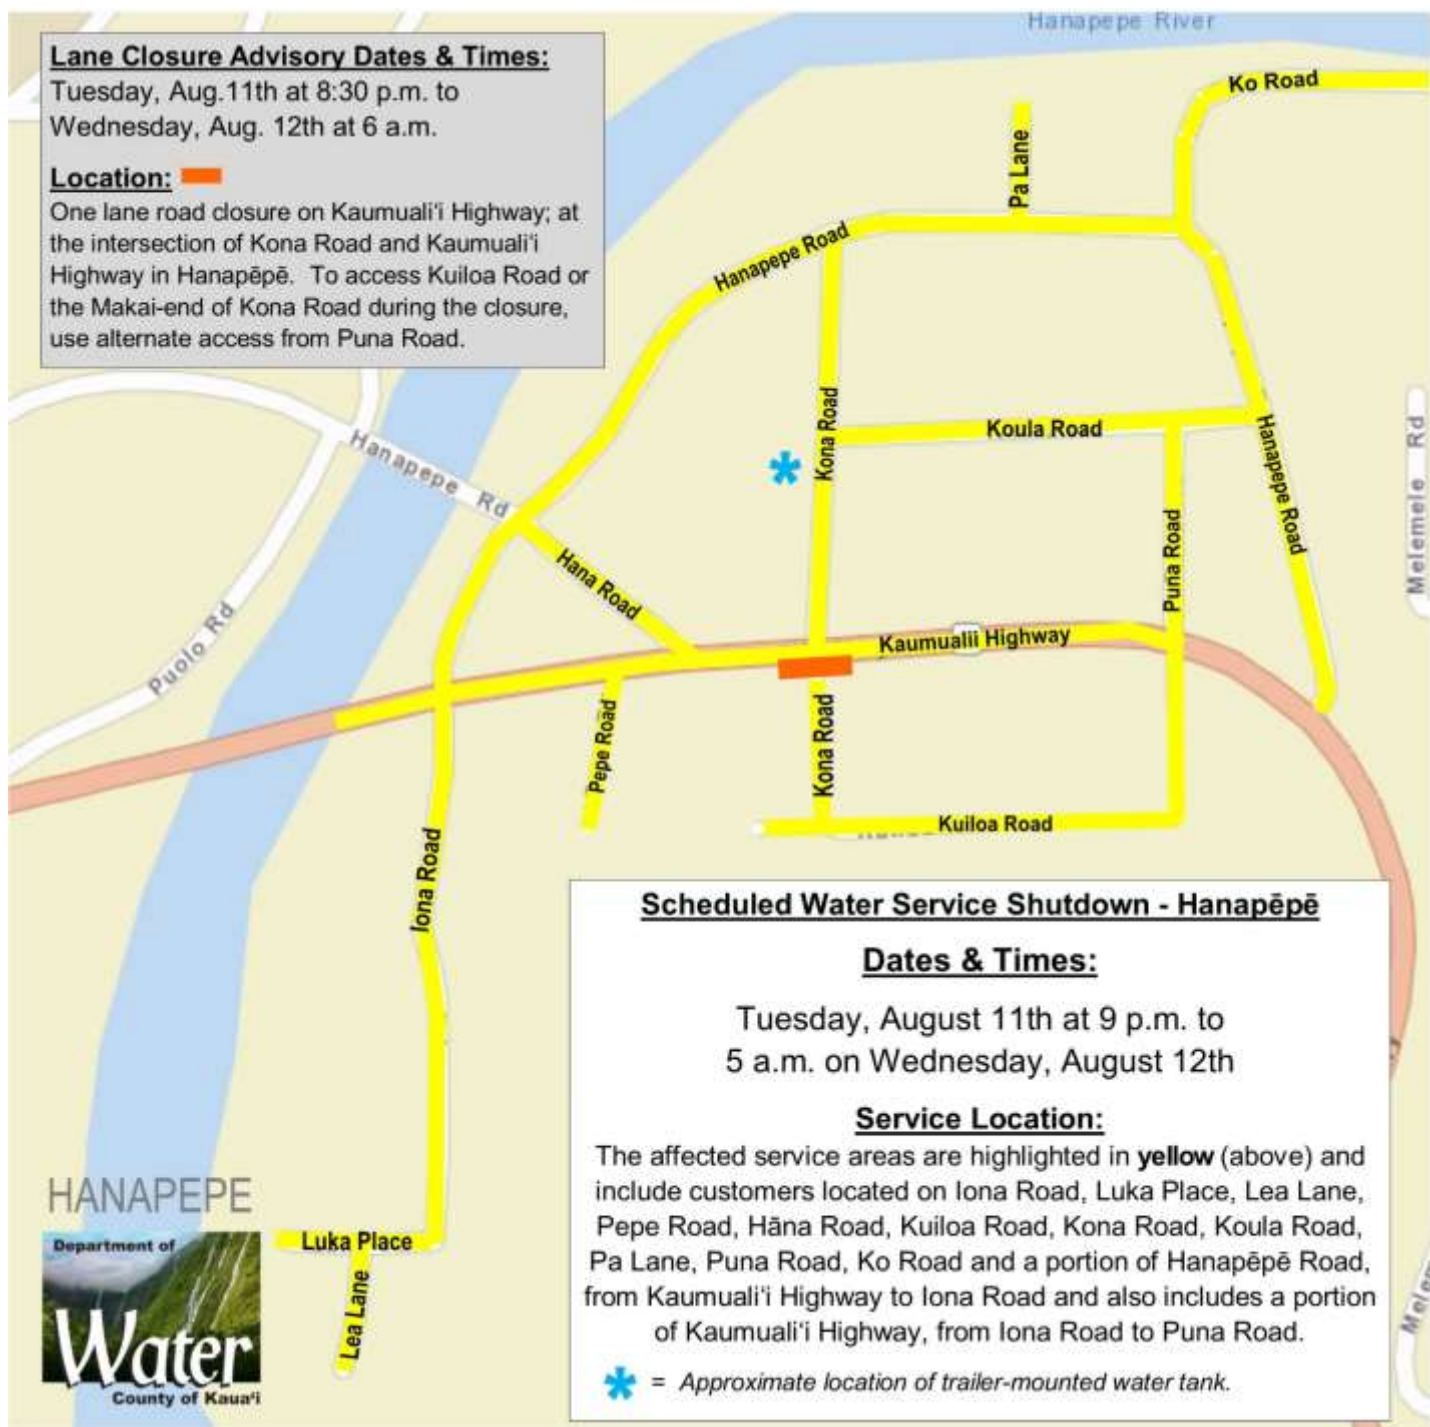 Hanapepe River
Lane Closure Advisory Dates & Times:
Tuesday, Aug.11th at 8:30 p.m. to
Wednesday, Aug. 12th at 6 a.m.
Location:
One lane road closure on Kaumualiʻi Highway; at
the intersection of Kona Road and Kaumualiʻi
Highway in Hanapēpē. To access Kuiloa Road or
the Makai-end of Kona Road during the closure,
use alternate access from Puna Road.
Ko Road
Pa Lane
Hanapepe Road
Kona Road
Koula Road
Hanapepe Road
Melemele Rd
Hanapepe Rd
Puna Road
Hana Road
Kaumualii Highway
Puolo Rd
Pepe Road
Kona Road
Kuiloa Road
Iona Road
Scheduled Water Service Shutdown - Hanapēpē
Dates & Times:
Tuesday, August 11th at 9 p.m. to
5 a.m. on Wednesday, August 12th
Service Location:
The affected service areas are highlighted in yellow (above) and
include customers located on Iona Road, Luka Place, Lea Lane,
Pepe Road, Hāna Road, Kuiloa Road, Kona Road, Koula Road,
Pa Lane, Puna Road, Ko Road and a portion of Hanapēpē Road,
from Kaumualiʻi Highway to Iona Road and also includes a portion
of Kaumualiʻi Highway, from Iona Road to Puna Road.
* = Approximate location of trailer-mounted water tank.
HANAPEPE
Luka Place
Lea Lane
Department of
Water
County of Kauaʻi